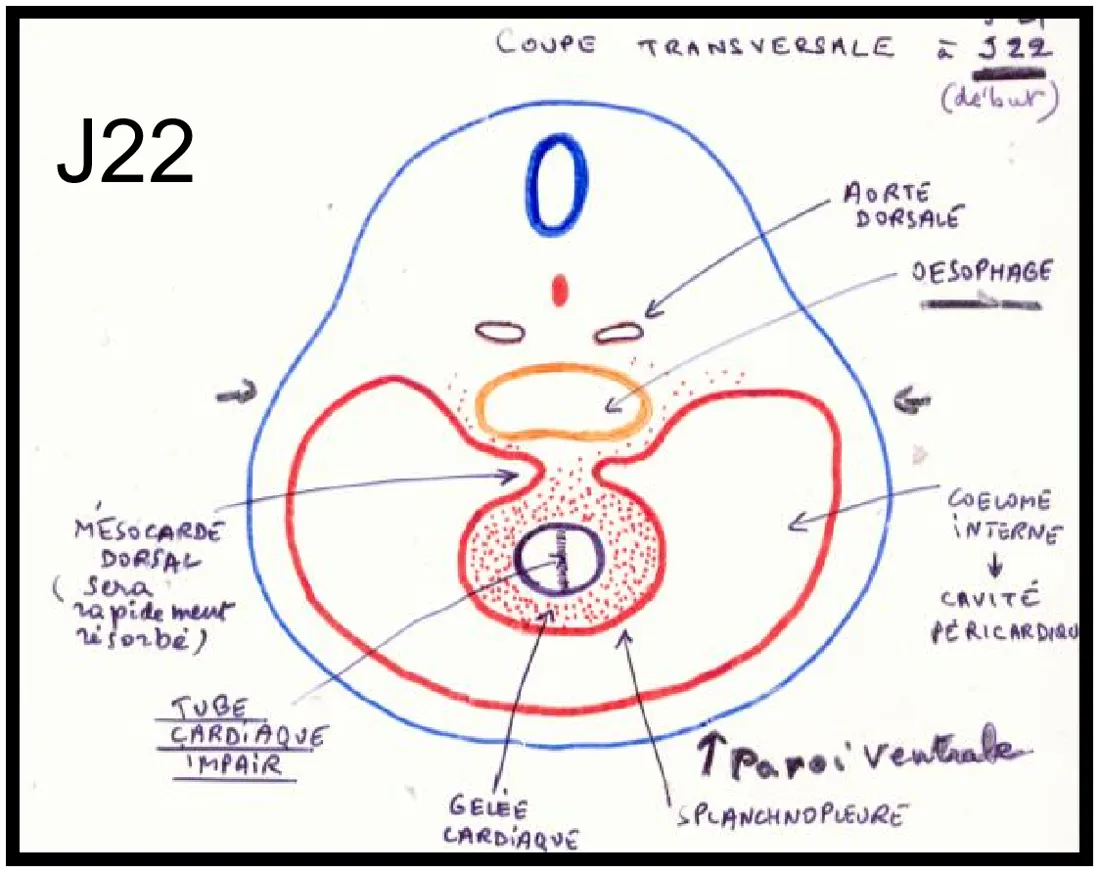 COUPE TRANSVERSALE à J22
(début)
J22
AORTE
DORSALE
OESOPHAGE
MÉSOCARDE
DORSAL
(sera
rapidement
résorbé)
COELOME
INTERNE
↓
CAVITÉ
PÉRICARDIQU
TUBE
CARDIAQUE
IMPAIR
↑ Paroi ventrale
GELÉE
CARDIAQUE
SPLANCHNOPLEURE